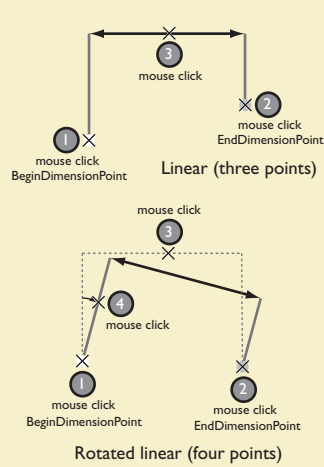 3
mouse click
2
mouse click
EndDimensionPoint
1
mouse click
BeginDimensionPoint
Linear (three points)
mouse click
3
4
mouse click
1
mouse click
BeginDimensionPoint
2
mouse click
EndDimensionPoint
Rotated linear (four points)